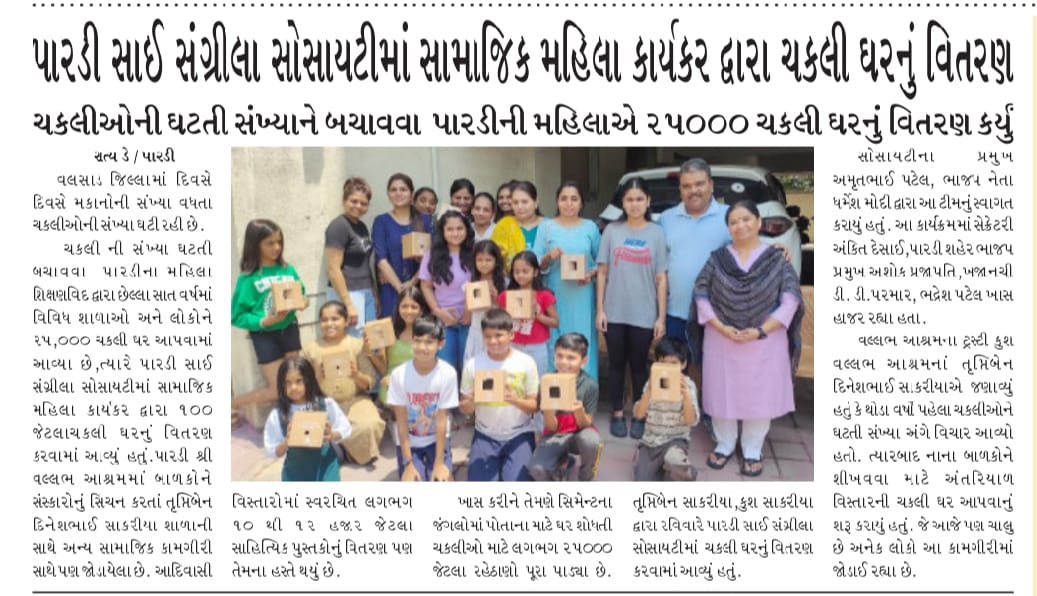 પારડી સાઈ સંગ્રીલા સોસાયટીમાં સામાજિક મહિલા કાર્યકર દ્વારા ચકલી ઘરનું વિતરણ
ચકલીઓની ઘટતી સંખ્યાને બચાવવા પારડીની મહિલાએ ૨૫૦૦૦ ચકલી ઘરનું વિતરણ કર્યું
સત્ય ડે / પારડી
વલસાડ જિલ્લામાં દિવસે
દિવસે મકાનોની સંખ્યા વધતા
ચકલીઓની સંખ્યા ઘટી રહી છે.
ચકલી ની સંખ્યા ઘટતી
બચાવવા પારડીના મહિલા
શિક્ષણવિદ દ્વારા છેલ્લા સાત વર્ષમાં
વિવિધ શાળાઓ અને લોકોને
૨૫,૦૦૦ ચકલી ઘર આપવામાં
આવ્યા છે,ત્યારે પારડી સાઈ
સંગ્રીલા સોસાયટીમાં સામાજિક
મહિલા કાર્યકર દ્વારા ૧૦૦
જેટલાચકલી ઘરનું વિતરણ
કરવામાં આવ્યું હતું.પારડી શ્રી
વલ્લભ આશ્રમમાં બાળકોને
સંસ્કારોનું સિંચન કરતાં તૃપ્તિબેન
દિનેશભાઈ સાકરીયા શાળાની
સાથે અન્ય સામાજિક કામગીરી
સાથેપણ જોડાયેલા છે. આદિવાસી
વિસ્તારોમાં સ્વરચિત લગભગ
૧૦ થી ૧૨ હજાર જેટલા
સાહિત્યિક પુસ્તકોનું વિતરણ પણ
તેમના હસ્તે થયું છે.
ખાસ કરીને તેમણે સિમેન્ટના
જંગલોમાં પોતાના માટે ઘર શોધતી
ચકલીઓ માટે લગભગ ૨૫૦૦૦
જેટલા રહેઠાણો પૂરા પાડ્યા છે.
તૃપ્તિબેન સાકરીયા,કુશ સાકરીયા
દ્વારા રવિવારે પારડી સાઈ સંગ્રીલા
સોસાયટીમાં ચકલી ઘરનું વિતરણ
કરવામાં આવ્યું હતું.
સોસાયટીના પ્રમુખ
અમૃતભાઈ પટેલ, ભાજપ નેતા
ધર્મેશ મોદી દ્વારા આ ટીમનું સ્વાગત
કરાયું હતું. આ કાર્યક્રમમાં સેક્રેટરી
અંકિત દેસાઈ,પારડી શહેર ભાજપ
પ્રમુખ અશોક પ્રજાપતિ,ખજાનચી
ડી. ડી.પરમાર, ભદ્રેશ પટેલ ખાસ
હાજર રહ્યા હતા.
વલ્લભ આશ્રમના ટ્રસ્ટી કુશ
વલ્લભ આશ્રમનાં તૃપ્તિબેન
દિનેશભાઈ સાકરીયાએ જણાવ્યું
હતું કે થોડા વર્ષો પહેલા ચકલીઓને
ઘટતી સંખ્યા અંગે વિચાર આવ્યો
હતો. ત્યારબાદ નાના બાળકોને
શીખવવા માટે અંતરિયાળ
વિસ્તારની ચકલી ઘર આપવાનું
શરૂ કરાયું હતું. જે આજે પણ ચાલુ
છે અનેક લોકો આ કામગીરીમાં
જોડાઈ રહ્યા છે.